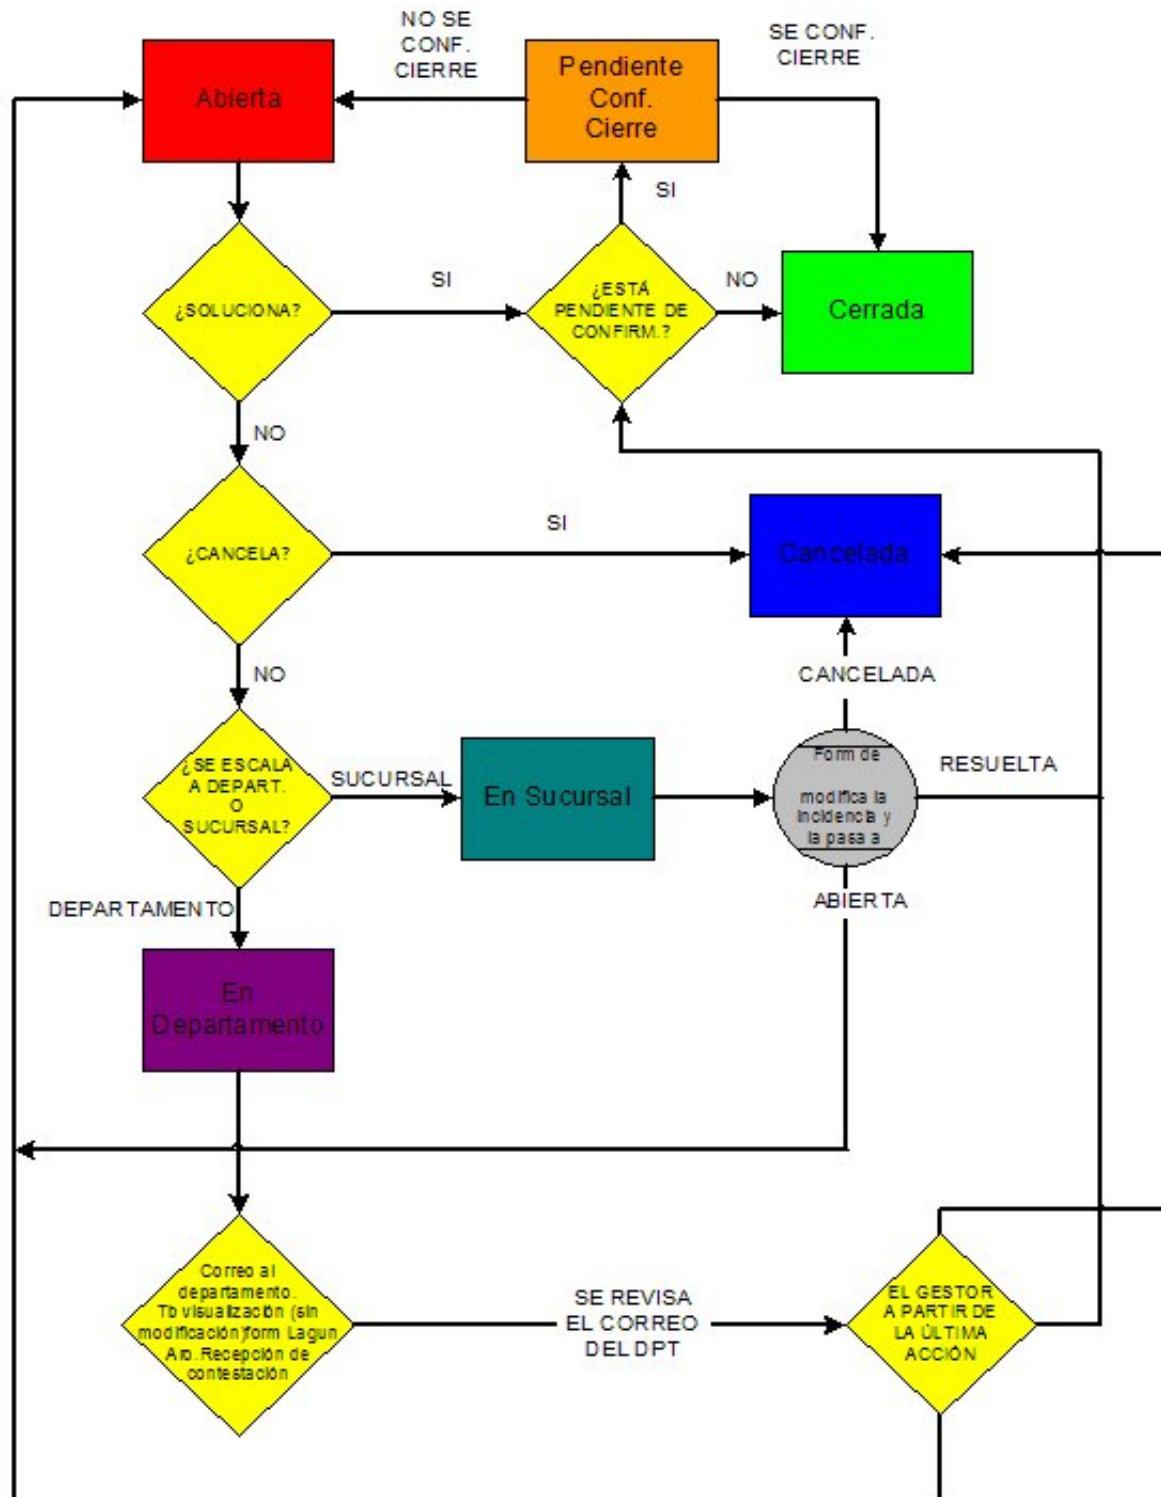 NO SE
CONF.
CIERRE
SE CONF.
CIERRE
Abierta
Pendiente
Conf.
Cierre
SI
¿SOLUCIONA?
SI
¿ESTÁ
PENDIENTE DE
CONFIRM.?
NO
Cerrada
NO
¿CANCELA?
SI
Cancelada
NO
CANCELADA
¿SE ESCALA
A DEPART.
O
SUCURSAL?
SUCURSAL
En Sucursal
Form de
modifica la
incidencia y
la pasa a
RESUELTA
DEPARTAMENTO
ABIERTA
En
Departamento
Correo al
departamento.
Tb visualización (sin
modificación)form Lagun
Aro.Recepción de
contestación
SE REVISA
EL CORREO
DEL DPT
EL GESTOR
A PARTIR DE
LA ÚLTIMA
ACCIÓN